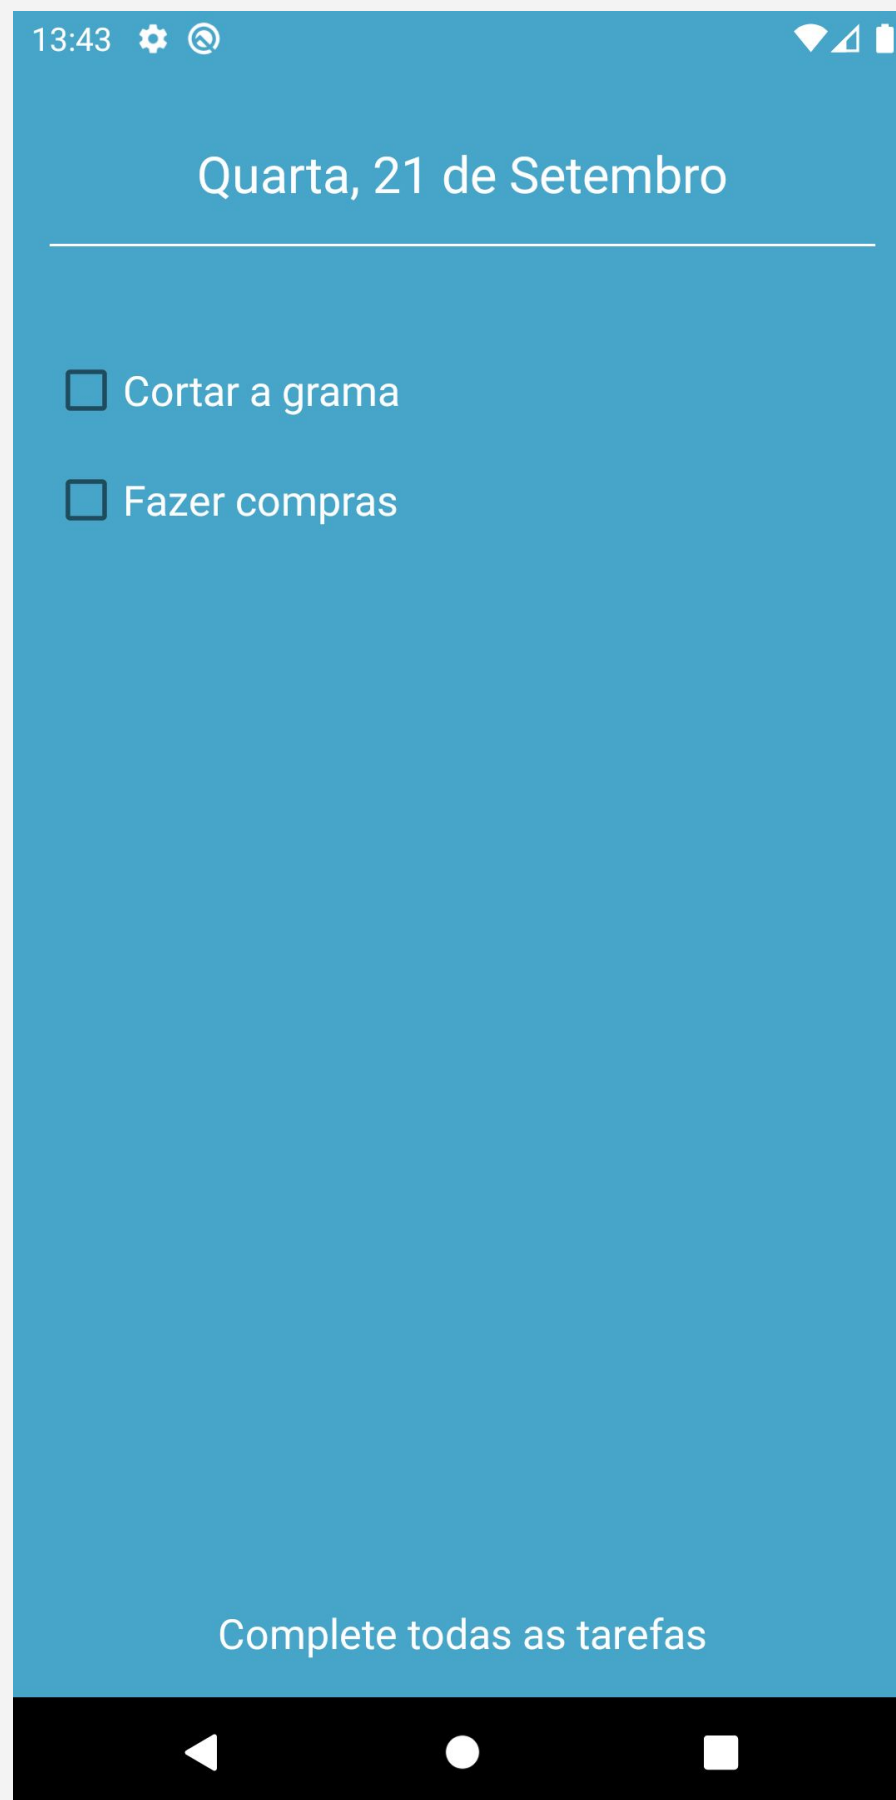 13:43
Quarta, 21 de Setembro
Cortar a grama
Fazer compras
Complete todas as tarefas